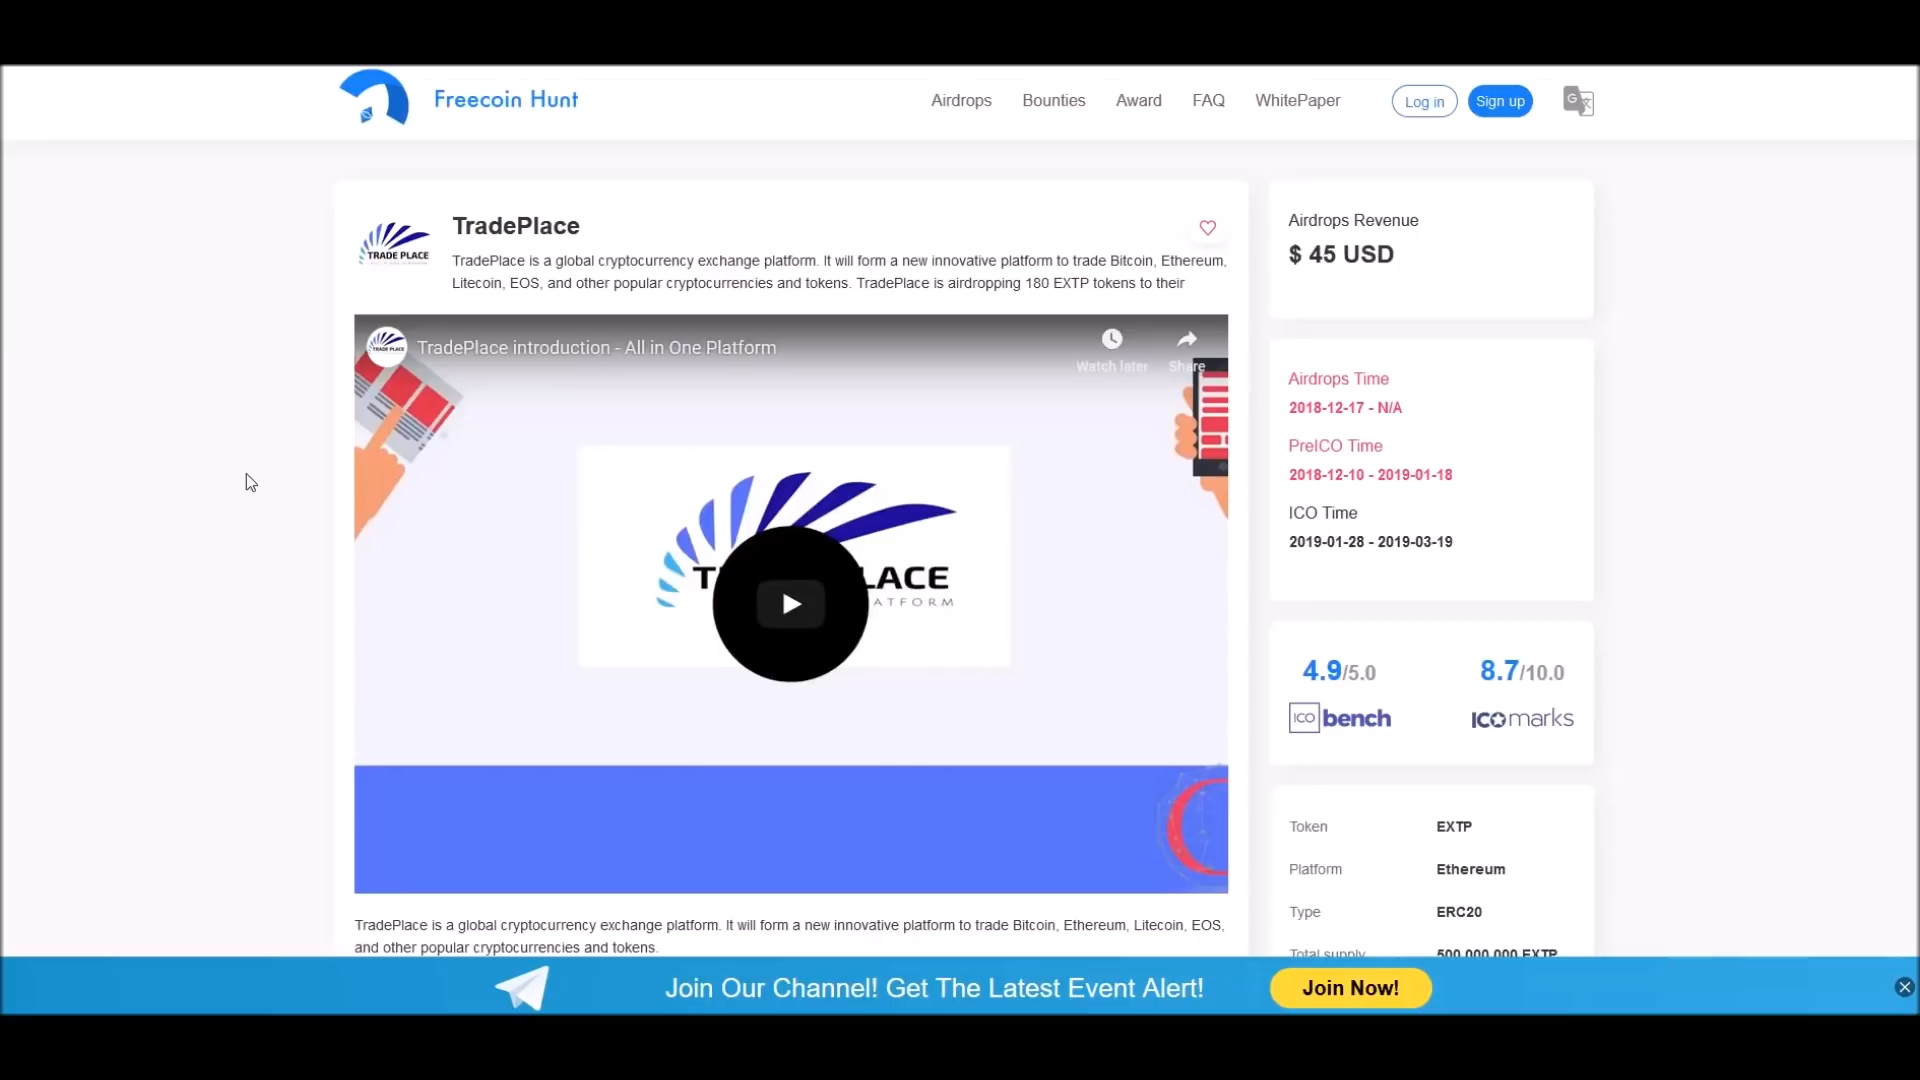 Freecoin Hunt
Airdrops Bounties Award FAQ WhitePaper Log in Sign up
TradePlace
TRADE PLACE
TradePlace is a global cryptocurrency exchange platform. It will form a new innovative platform to trade Bitcoin, Ethereum,
Litecoin, EOS, and other popular cryptocurrencies and tokens. TradePlace is airdropping 180 EXTP tokens to their
TRADE PLACE
TradePlace introduction - All in One Platform
Watch later Share
T LACE
ATFORM
TradePlace is a global cryptocurrency exchange platform. It will form a new innovative platform to trade Bitcoin, Ethereum, Litecoin, EOS,
and other popular cryptocurrencies and tokens.
Airdrops Revenue
$ 45 USD
Airdrops Time
2018-12-17 - N/A
PreICO Time
2018-12-10 - 2019-01-18
ICO Time
2019-01-28 - 2019-03-19
4.9/5.0 8.7/10.0
ICO bench ICOmarks
Token EXTP
Platform Ethereum
Type ERC20
Total supply 500,000,000 EXTP
Join Our Channel! Get The Latest Event Alert! Join Now!